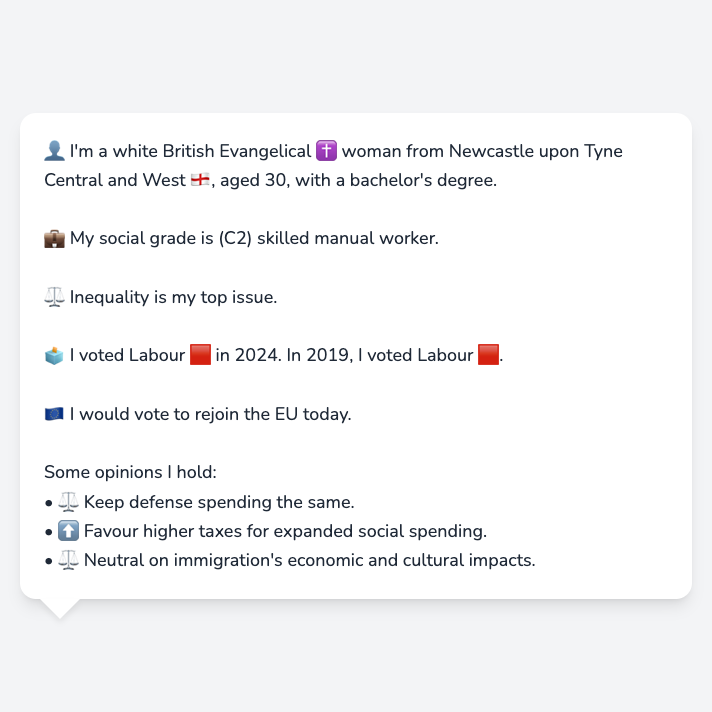 👤 I'm a white British Evangelical ✝️ woman from Newcastle upon Tyne
Central and West 🏴󠁧󠁢󠁥󠁮󠁧󠁿, aged 30, with a bachelor's degree.
💼 My social grade is (C2) skilled manual worker.
⚖️ Inequality is my top issue.
🗳️ I voted Labour 🟥 in 2024. In 2019, I voted Labour 🟥.
🇪🇺 I would vote to rejoin the EU today.
Some opinions I hold:
• ⚖️ Keep defense spending the same.
• ⬆️ Favour higher taxes for expanded social spending.
• ⚖️ Neutral on immigration's economic and cultural impacts.